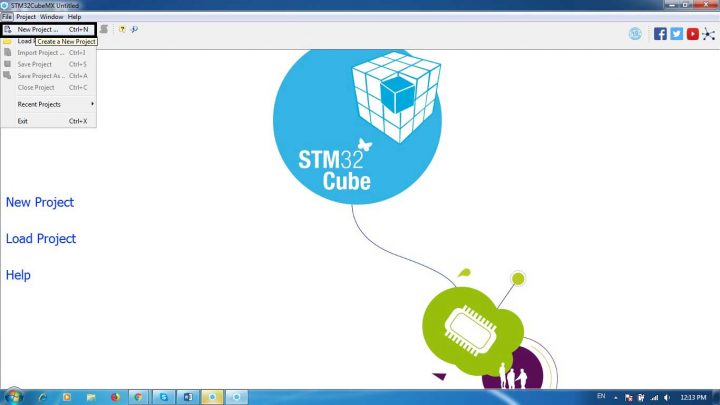 STM32CubeMX Untitled
File Project Window Help
New Project ... Ctrl+N
Load P
Create a New Project
Import Project ... Ctrl+I
Save Project Ctrl+S
Save Project As .. Ctrl+A
Close Project Ctrl+C
Recent Projects
Exit Ctrl+X
STM32
Cube
New Project
Load Project
Help
EN 12:13 PM